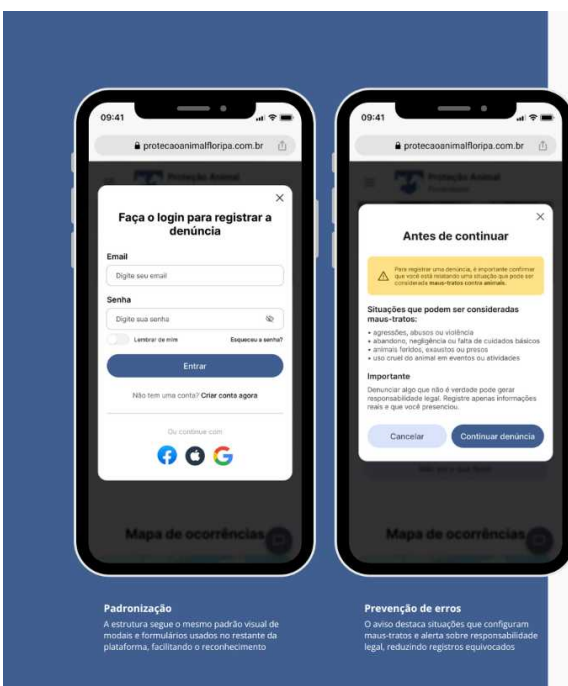 09:41
protecaoanimalfloripa.com.br
Proteção Animal
Faça o login para registrar a
denúncia
Email
Digite seu email
Senha
Digite sua senha
Lembrar de mim
Esqueceu a senha?
Entrar
Não tem uma conta? Criar conta agora
Ou continue com
Mapa de ocorrências
Padronização
A estrutura segue o mesmo padrão visual de
modais e formulários usados no restante da
plataforma, facilitando o reconhecimento
09:41
protecaoanimalfloripa.com.br
Proteção Animal
Antes de continuar
Para registrar uma denúncia, é importante confirmar
que você está relatando uma situação que pode ser
considerada maus-tratos contra animais.
Situações que podem ser consideradas
maus-tratos:
• agressões, abusos ou violência
• abandono, negligência ou falta de cuidados básicos
• animais feridos, exaustos ou presos
• uso cruel do animal em eventos ou atividades
Importante
Denunciar algo que não é verdade pode gerar
responsabilidade legal. Registre apenas informações
reais e que você presenciou.
Cancelar
Continuar denúncia
Mapa de ocorrências
Prevenção de erros
O aviso destaca situações que configuram
maus-tratos e alerta sobre responsabilidade
legal, reduzindo registros equivocados